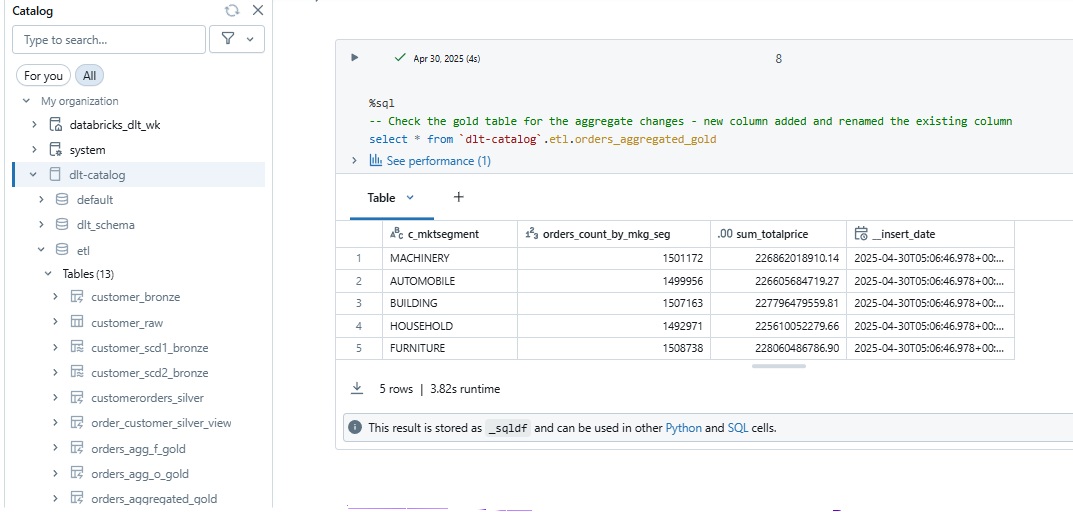 Catalog
Type to search...
For you
All
My organization
databricks_dlt_wk
system
dlt-catalog
default
dlt_schema
etl
Tables (13)
customer_bronze
customer_raw
customer_scd1_bronze
customer_scd2_bronze
customerorders_silver
order_customer_silver_view
orders_agg_f_gold
orders_agg_o_gold
orders_aggregated_gold
Apr 30, 2025 (4s)
8
%sql
-- Check the gold table for the aggregate changes - new column added and renamed the existing column
select * from `dlt-catalog`.etl.orders_aggregated_gold
See performance (1)
Table
+
ABc c_mktsegment 123 orders_count_by_mkg_seg .00 sum_totalprice __insert_date
1 MACHINERY 1501172 226862018910.14 2025-04-30T05:06:46.978+00:...
2 AUTOMOBILE 1499956 226605684719.27 2025-04-30T05:06:46.978+00:...
3 BUILDING 1507163 227796479559.81 2025-04-30T05:06:46.978+00:...
4 HOUSEHOLD 1492971 225610052279.66 2025-04-30T05:06:46.978+00:...
5 FURNITURE 1508738 228060486786.90 2025-04-30T05:06:46.978+00:...
5 rows | 3.82s runtime
This result is stored as _sqldf and can be used in other Python and SQL cells.